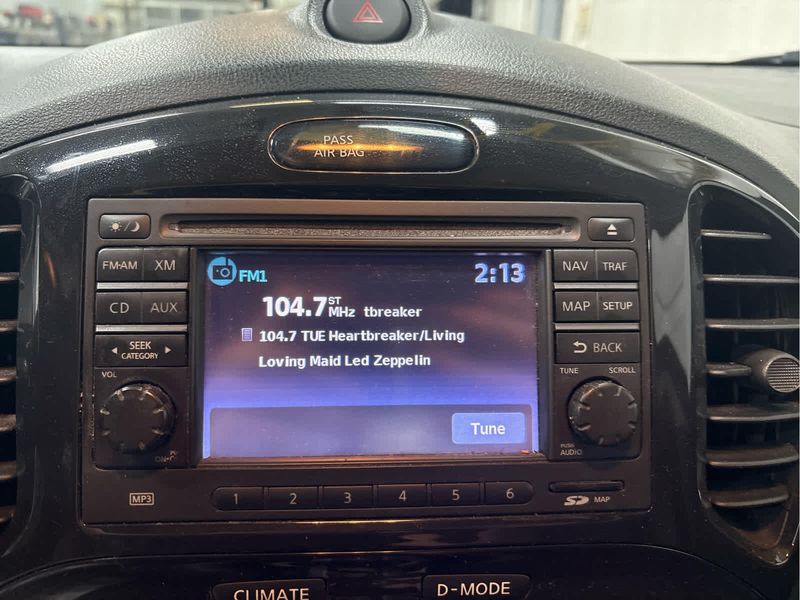 PASS
AIR BAG
FM-AM XM
CD AUX
SEEK
CATEGORY
VOL
FM1 2:13
104.7 ST MHz tbreaker
104.7 TUE Heartbreaker/Living
Loving Maid Led Zeppelin
Tune
NAV TRAF
MAP SETUP
BACK
TUNE SCROLL
PUSH
AUDIO
MP3
1 2 3 4 5 6
SD MAP
CLIMATE D-MODE